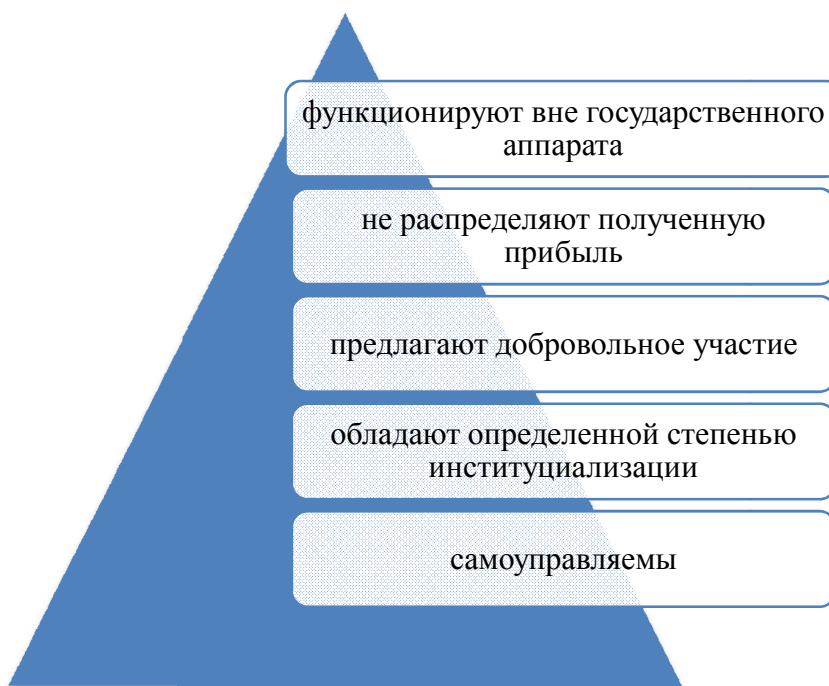 функционируют вне государственного
аппарата
не распределяют полученную
прибыль
предлагают добровольное участие
обладают определенной степенью
институциализации
самоуправляемы